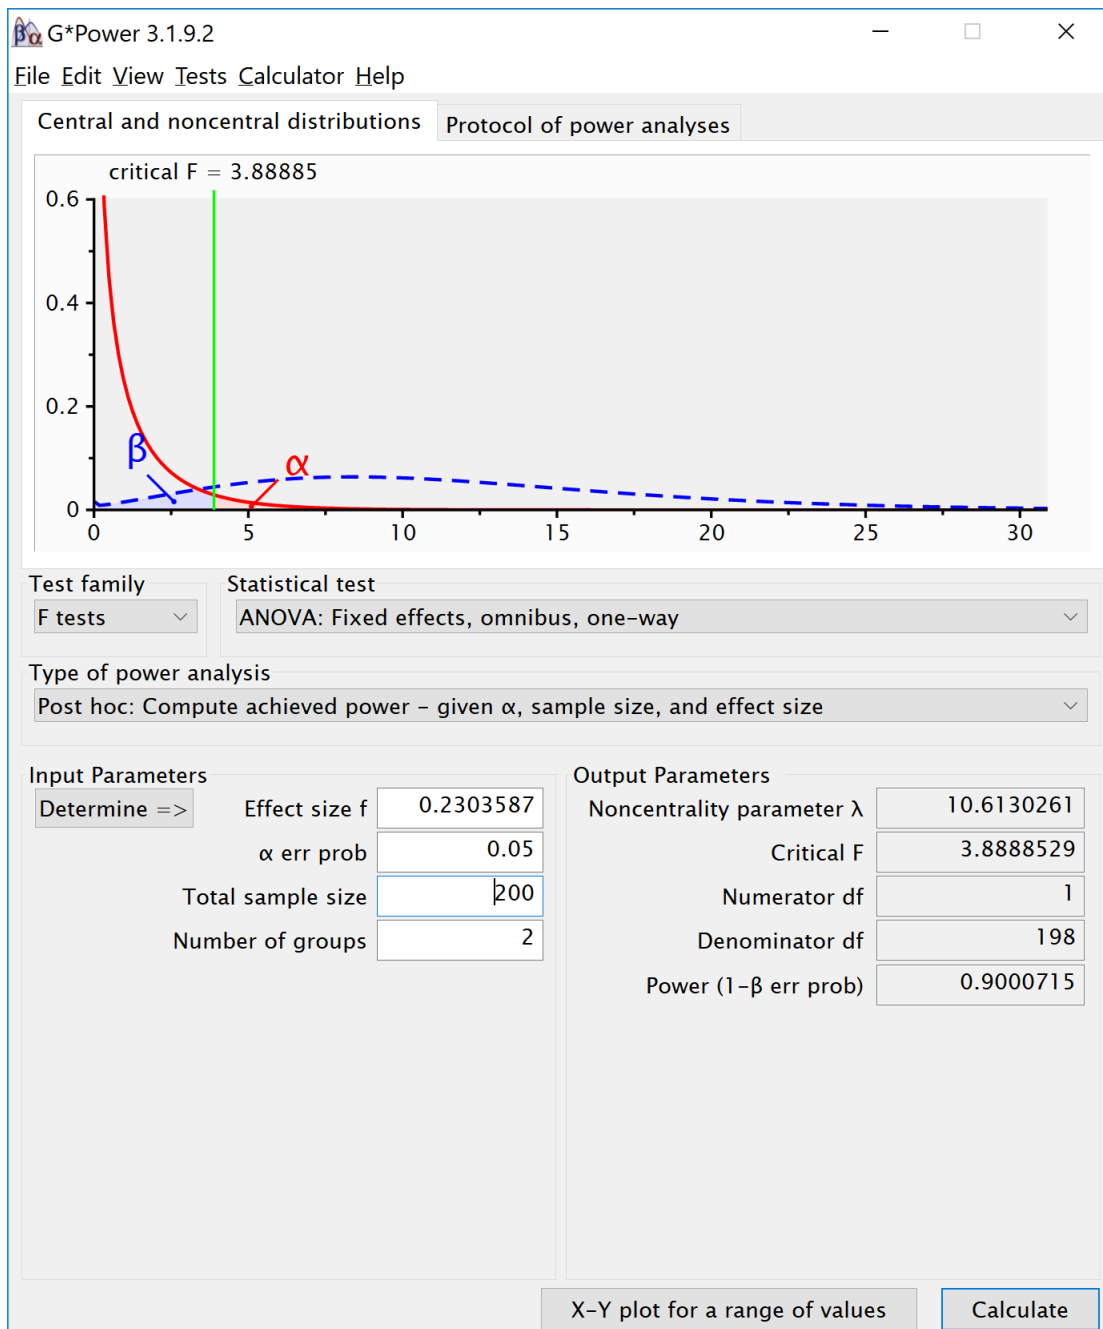 G*Power 3.1.9.2
File Edit View Tests Calculator Help
Central and noncentral distributions Protocol of power analyses
critical F = 3.88885
0.6
0.4
0.2
0
β
α
0 5 10 15 20 25 30
Test family Statistical test
F tests ANOVA: Fixed effects, omnibus, one-way
Type of power analysis
Post hoc: Compute achieved power - given α, sample size, and effect size
Input Parameters
Determine => Effect size f 0.2303587
α err prob 0.05
Total sample size 200
Number of groups 2
Output Parameters
Noncentrality parameter λ 10.6130261
Critical F 3.8888529
Numerator df 1
Denominator df 198
Power (1-β err prob) 0.9000715
X-Y plot for a range of values Calculate